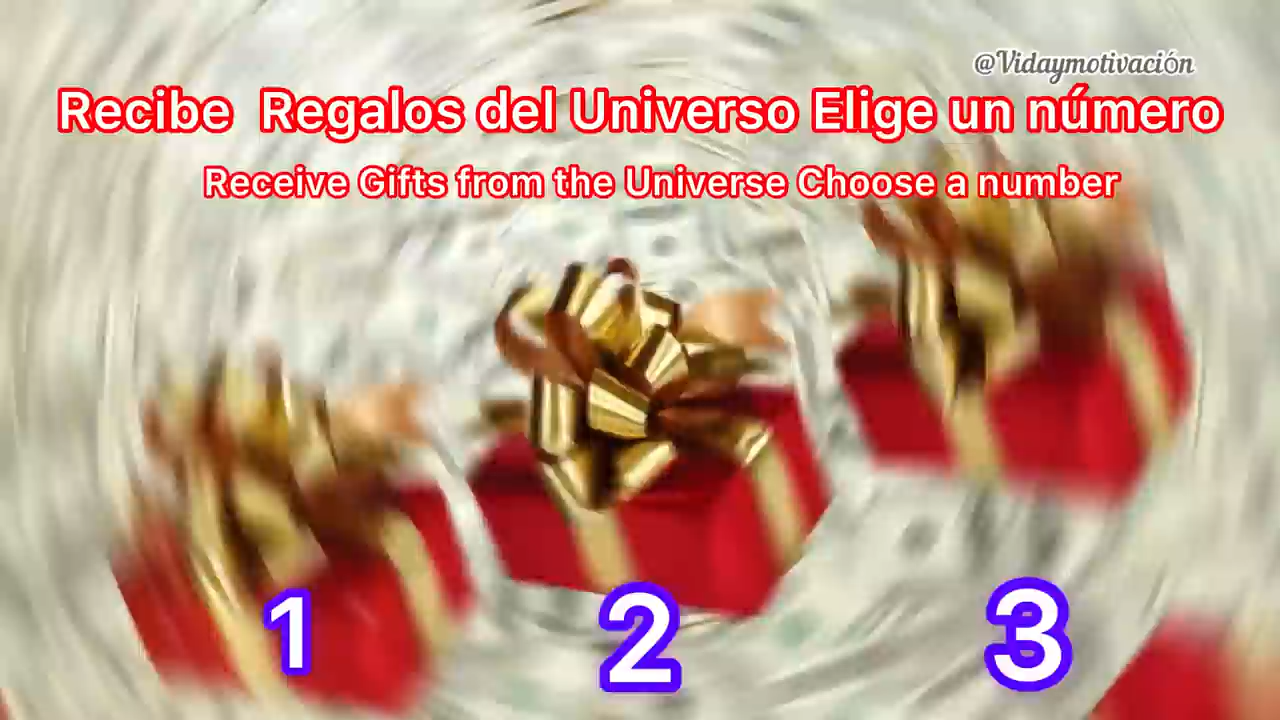 @Vidaymotivación
Recibe Regalos del Universo Elige un número
Receive Gifts from the Universe Choose a number
1 2 3